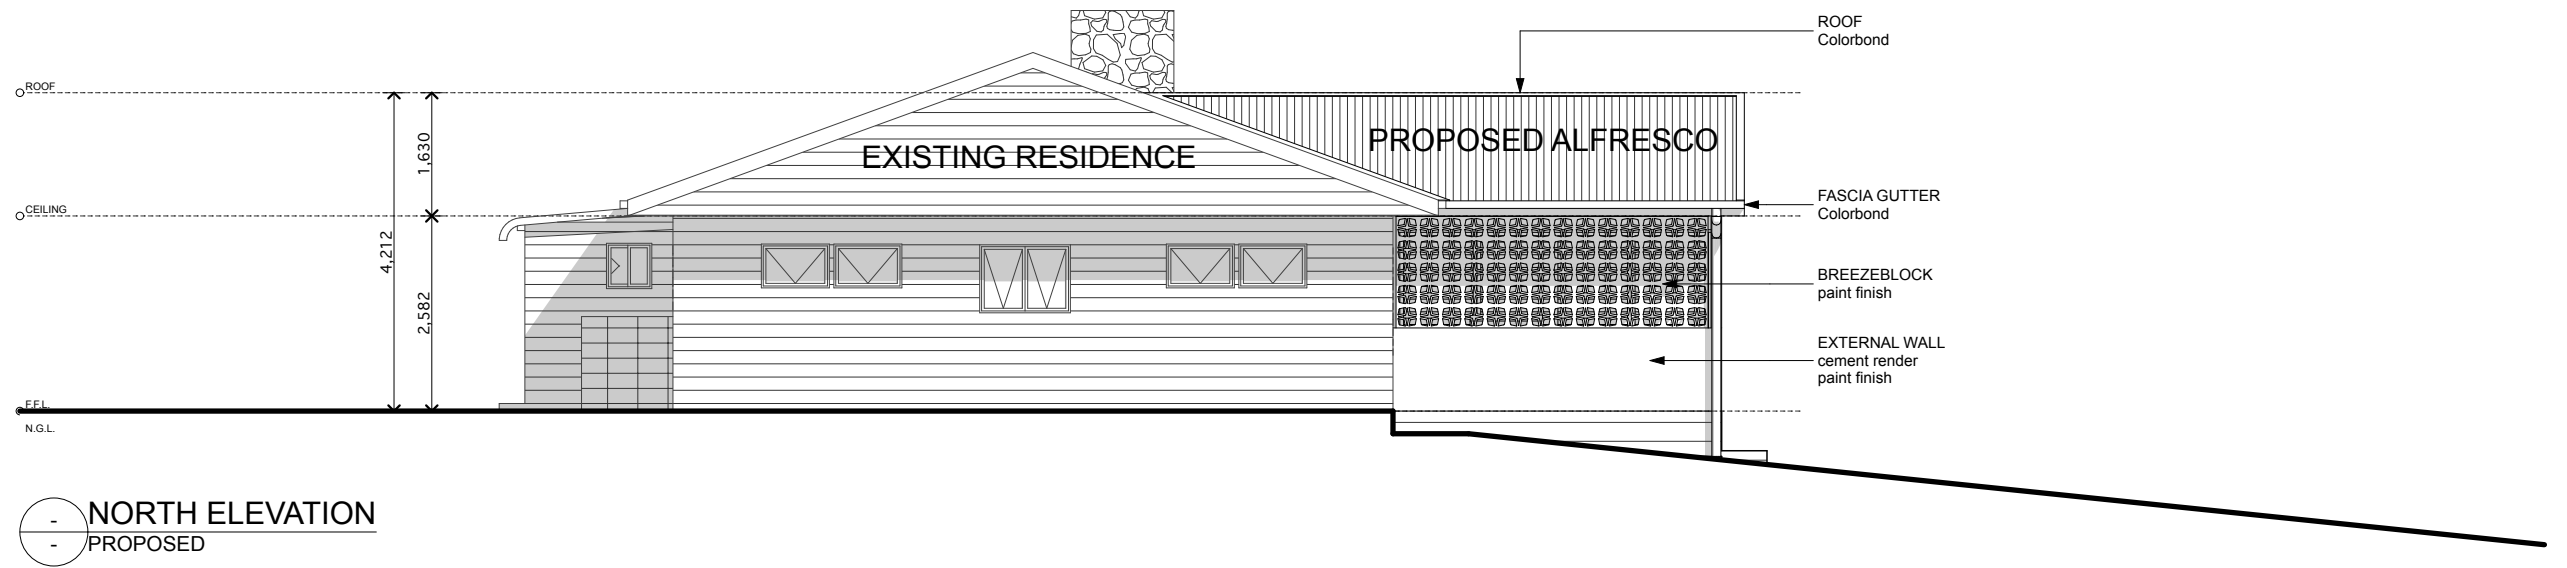 ROOF
Colorbond
ROOF
1,630
EXISTING RESIDENCE
PROPOSED ALFRESCO
CEILING
FASCIA GUTTER
Colorbond
4,212
2,582
BREEZEBLOCK
paint finish
EXTERNAL WALL
cement render
paint finish
F.F.L.
N.G.L.
-
NORTH ELEVATION
-
PROPOSED